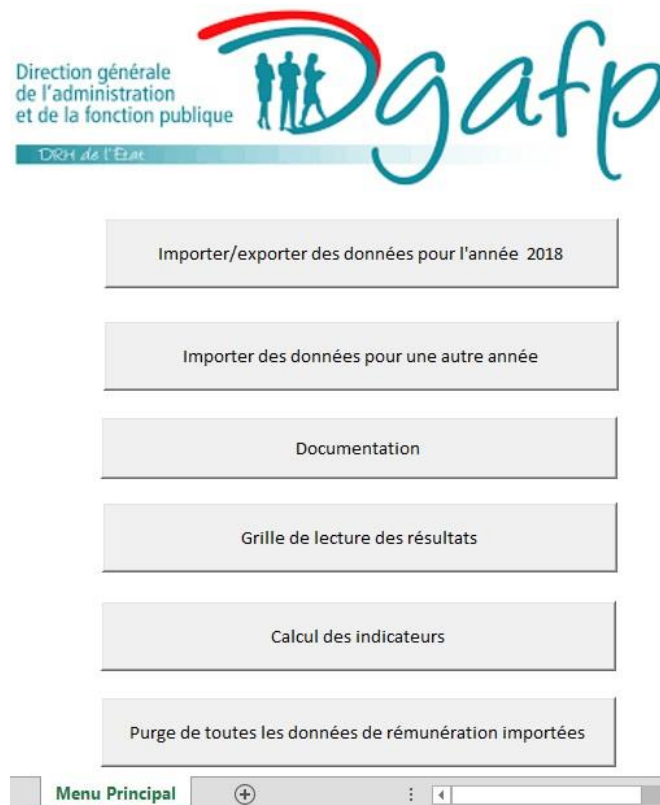 Direction générale
de l'administration
et de la fonction publique
DRH de l'État
Dgafp
Importer/exporter des données pour l'année  2018
Importer des données pour une autre année
Documentation
Grille de lecture des résultats
Calcul des indicateurs
Purge de toutes les données de rémunération importées
Menu Principal